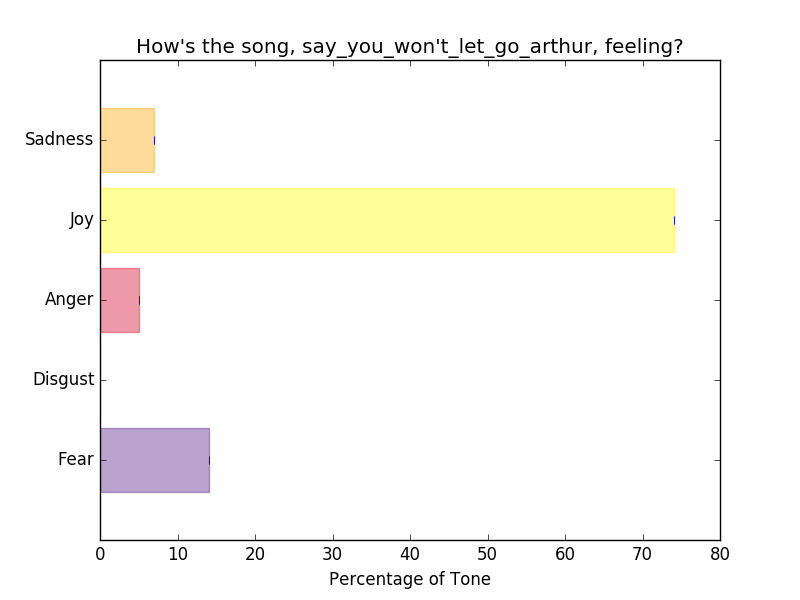 How's the song, say_you_won't_let_go_arthur, feeling?
Sadness
Joy
Anger
Disgust
Fear
0 10 20 30 40 50 60 70 80
Percentage of Tone